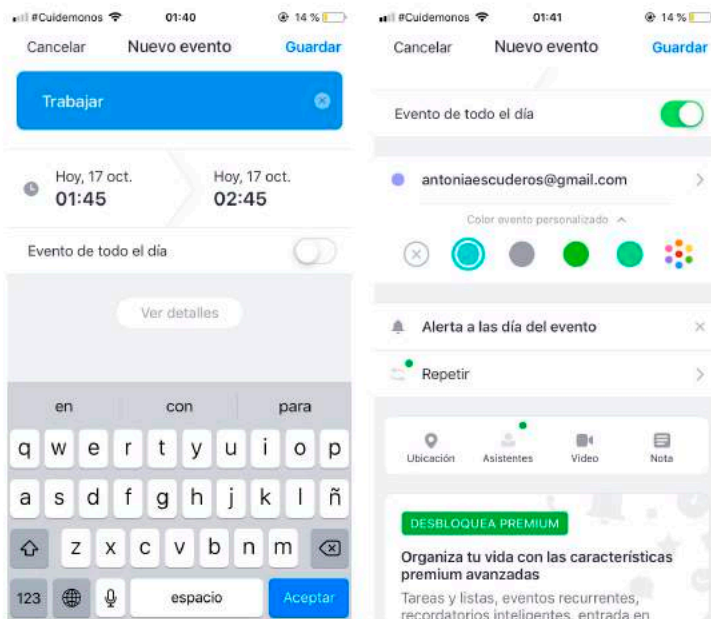 #Cuidemonos 01:40 14 %
Cancelar Nuevo evento Guardar
Trabajar
Hoy, 17 oct. Hoy, 17 oct.
01:45 02:45
Evento de todo el día
Ver detalles
en con para
q w e r t y u i o p
a s d f g h j k l ñ
z x c v b n m
123 espacio Aceptar
#Cuidemonos 01:41 14 %
Cancelar Nuevo evento Guardar
Evento de todo el día
antoniaescuderos@gmail.com
Color evento personalizado
Alerta a las día del evento
Repetir
Ubicación Asistentes Video Nota
DESBLOQUEA PREMIUM
Organiza tu vida con las características
premium avanzadas
Tareas y listas, eventos recurrentes,
recordatorios inteligentes, entrada en